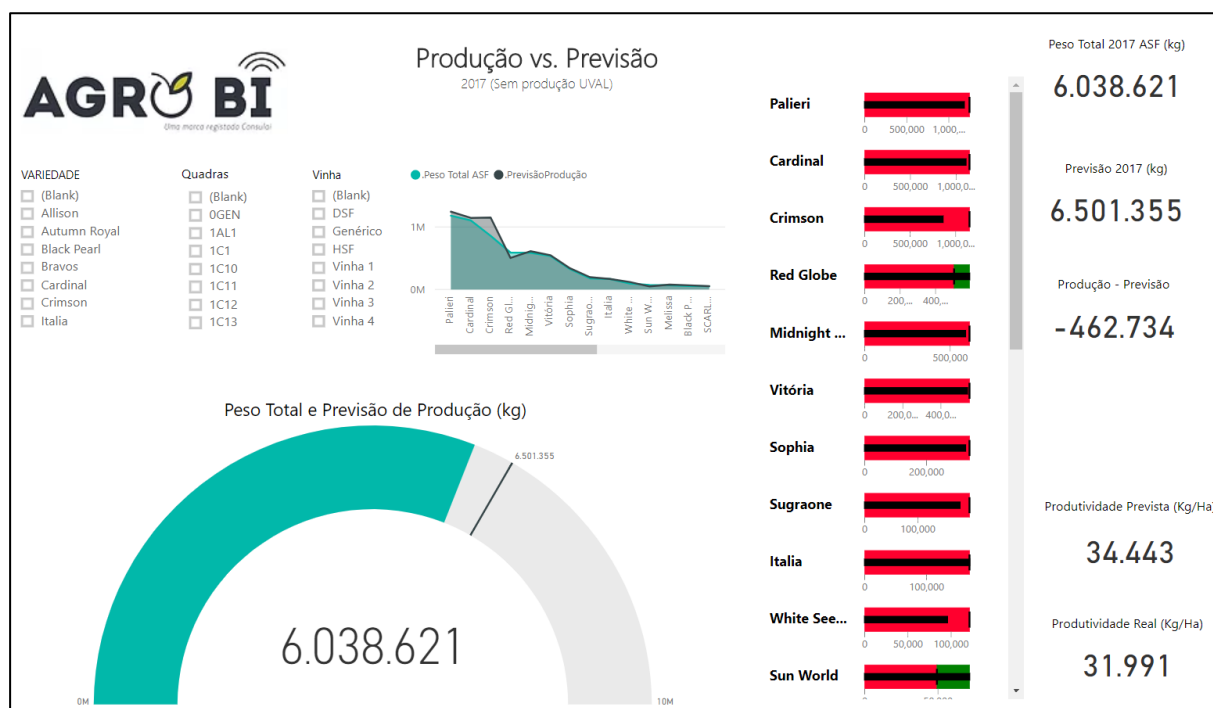 AGRO BI
Uma marca registada Consulai
Produção vs. Previsão
2017 (Sem produção UVAL)
VARIEDADE
(Blank)
Allison
Autumn Royal
Black Pearl
Bravos
Cardinal
Crimson
Italia
Quadras
(Blank)
0GEN
1AL1
1C1
1C10
1C11
1C12
1C13
Vinha
(Blank)
DSF
Genérico
HSF
Vinha 1
Vinha 2
Vinha 3
Vinha 4
.Peso Total ASF .PrevisãoProdução
1M
0M
Palieri
Cardinal
Crimson
Red Gl...
Midnig...
Vitória
Sophia
Sugrao...
Italia
White ...
Sun W...
Melissa
Black P...
SCARL...
Peso Total e Previsão de Produção (kg)
6.501.355
6.038.621
0M
10M
Palieri
0 500,000 1,000,...
Cardinal
0 500,000 1,000,0...
Crimson
0 500,000 1,000,0...
Red Globe
0 200,... 400,...
Midnight ...
0 500,000
Vitória
0 200,0... 400,0...
Sophia
0 200,000
Sugraone
0 100,000
Italia
0 100,000
White See...
0 50,000 100,000
Sun World
Peso Total 2017 ASF (kg)
6.038.621
Previsão 2017 (kg)
6.501.355
Produção - Previsão
-462.734
Produtividade Prevista (Kg/Ha)
34.443
Produtividade Real (Kg/Ha)
31.991